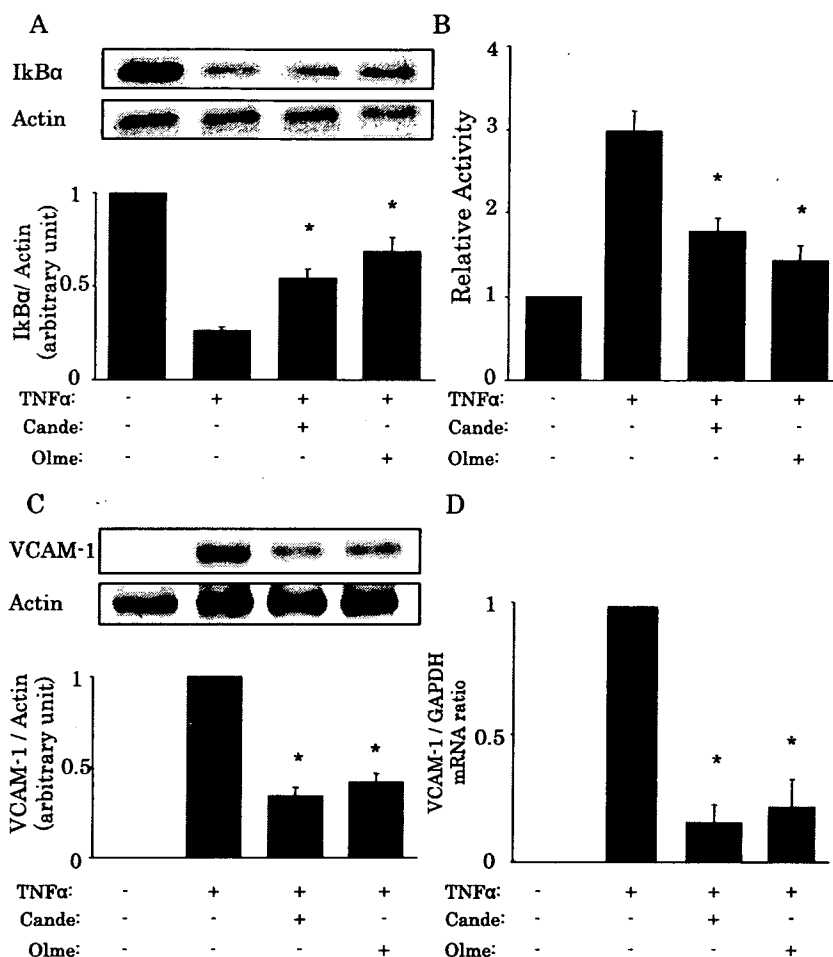 A
IkBα
Actin
IkBα/ Actin
(arbitrary unit)
1
0.5
0
*
*
TNFα: - + + +
Cande: - - + -
Olme: - - - +
B
Relative Activity
4
3
2
1
0
*
*
TNFα: - + + +
Cande: - - + -
Olme: - - - +
C
VCAM-1
Actin
VCAM-1 / Actin
(arbitrary unit)
1
0.5
0
*
*
TNFα: - + + +
Cande: - - + -
Olme: - - - +
D
VCAM-1 / GAPDH
mRNA ratio
1
0.5
0
*
*
TNFα: - + + +
Cande: - - + -
Olme: - - - +